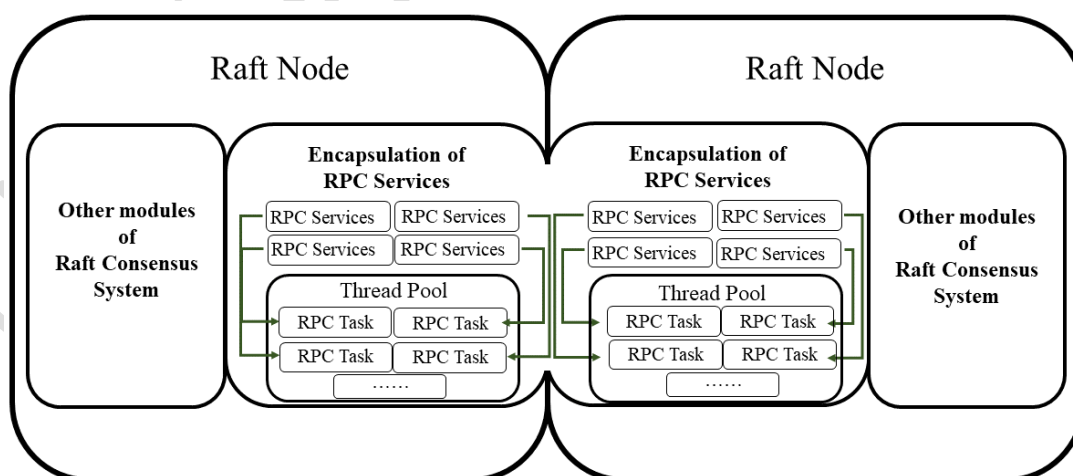 Raft Node
Other modules
of
Raft Consensus
System
Encapsulation of
RPC Services
RPC Services RPC Services
RPC Services RPC Services
Thread Pool
RPC Task RPC Task
RPC Task RPC Task
......
Raft Node
Encapsulation of
RPC Services
RPC Services RPC Services
RPC Services RPC Services
Thread Pool
RPC Task RPC Task
RPC Task RPC Task
......
Other modules
of
Raft Consensus
System